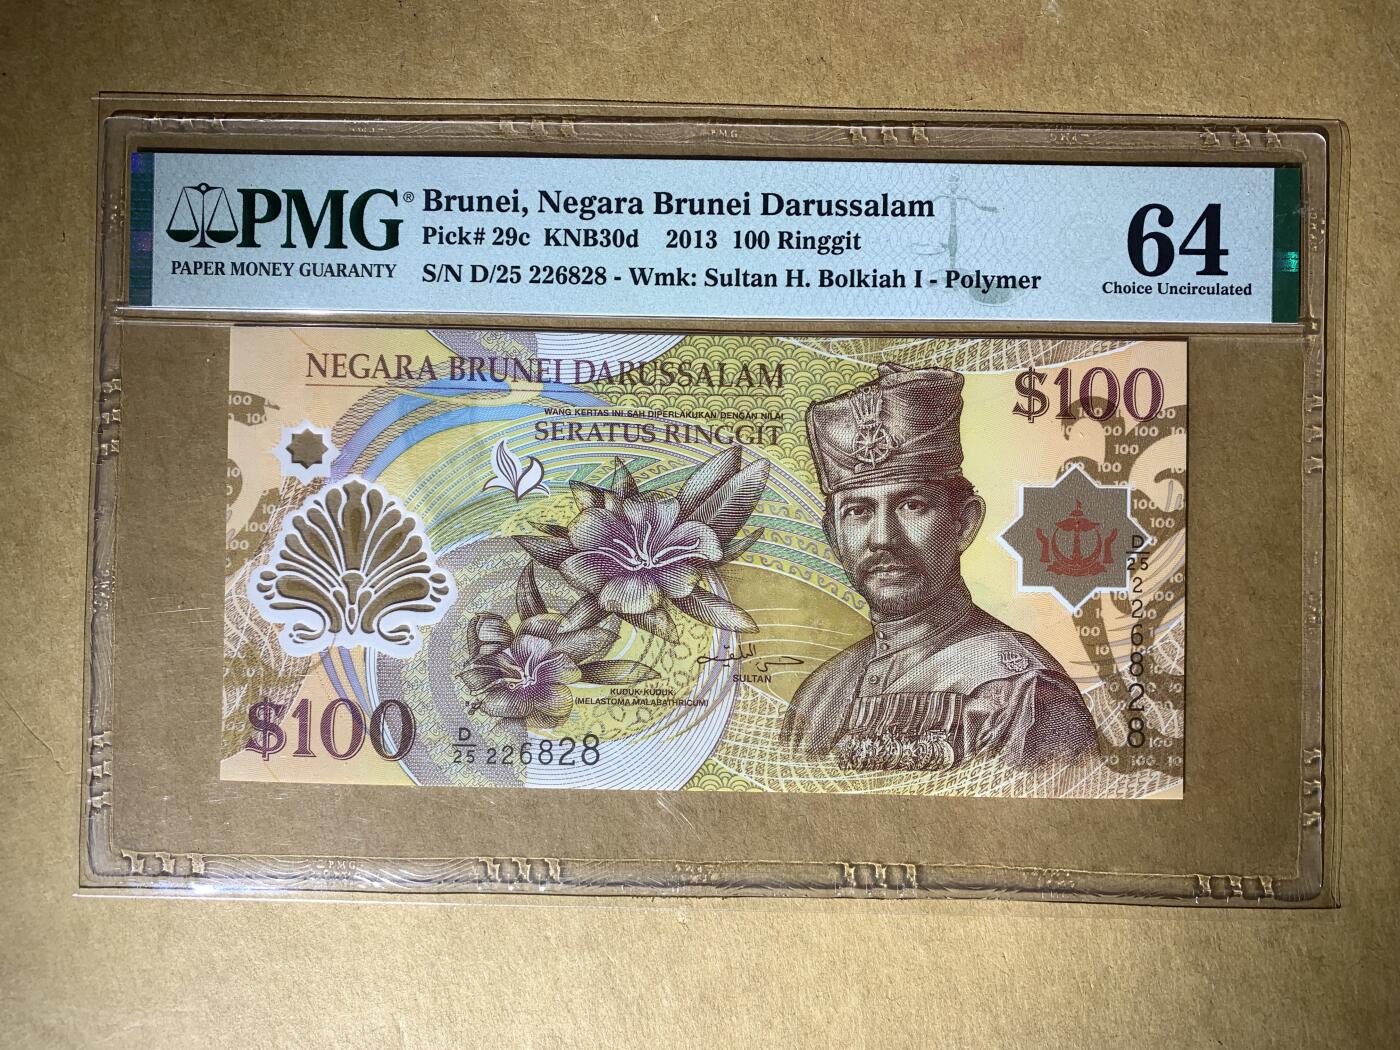 PMG®
PAPER MONEY GUARANTY
Brunei, Negara Brunei Darussalam
Pick# 29c KNB30d 2013 100 Ringgit
S/N D/25 226828 - Wmk: Sultan H. Bolkiah I - Polymer
64
Choice Uncirculated
NEGARA BRUNEI DARUSSALAM
$100
WANG KERTAS INI SAH DIPERLAKUKAN DENGAN NILAI
SERATUS RINGGIT
SULTAN
KUDUK-KUDUK
(MELASTOMA MALABATHRICUM)
$100
D/25 226828
D/25 226828